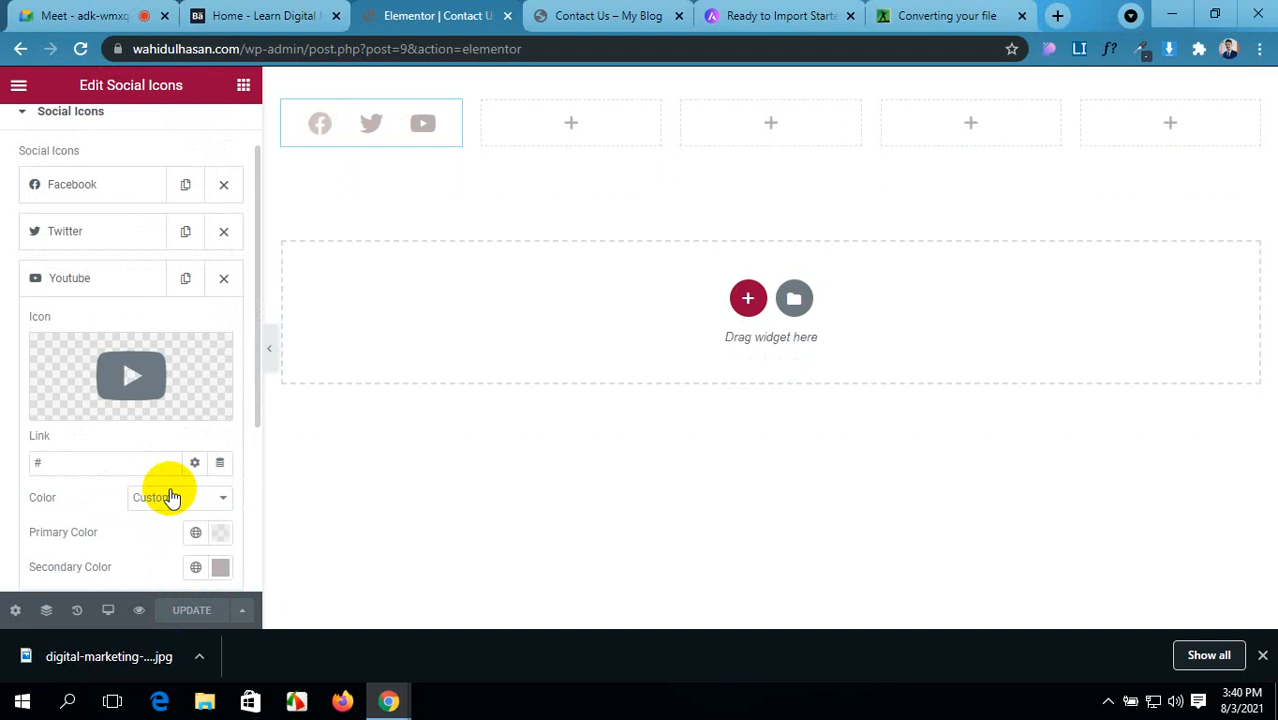 Meet - adk-wmxq
Home - Learn Digital M
Elementor | Contact Us
Contact Us – My Blog
Ready to Import Starte
Converting your file
wahidulhasan.com/wp-admin/post.php?post=9&action=elementor
Edit Social Icons
Social Icons
Social Icons
Facebook
Twitter
Youtube
Icon
Link
#
Color
Custom
Primary Color
Secondary Color
UPDATE
Drag widget here
digital-marketing-....jpg
Show all
3:40 PM
8/3/2021